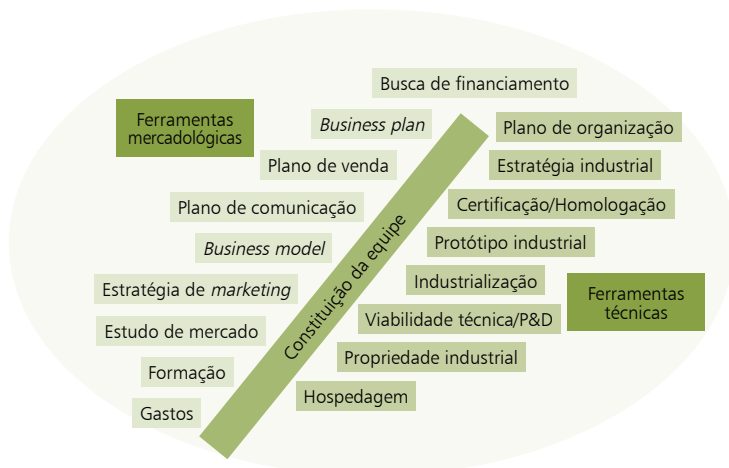 Busca de financiamento
Ferramentas
mercadológicas
Business plan
Plano de venda
Plano de comunicação
Business model
Estratégia de marketing
Estudo de mercado
Formação
Gastos
Constituição da equipe
Plano de organização
Estratégia industrial
Certificação/Homologação
Protótipo industrial
Industrialização
Ferramentas
técnicas
Viabilidade técnica/P&D
Propriedade industrial
Hospedagem